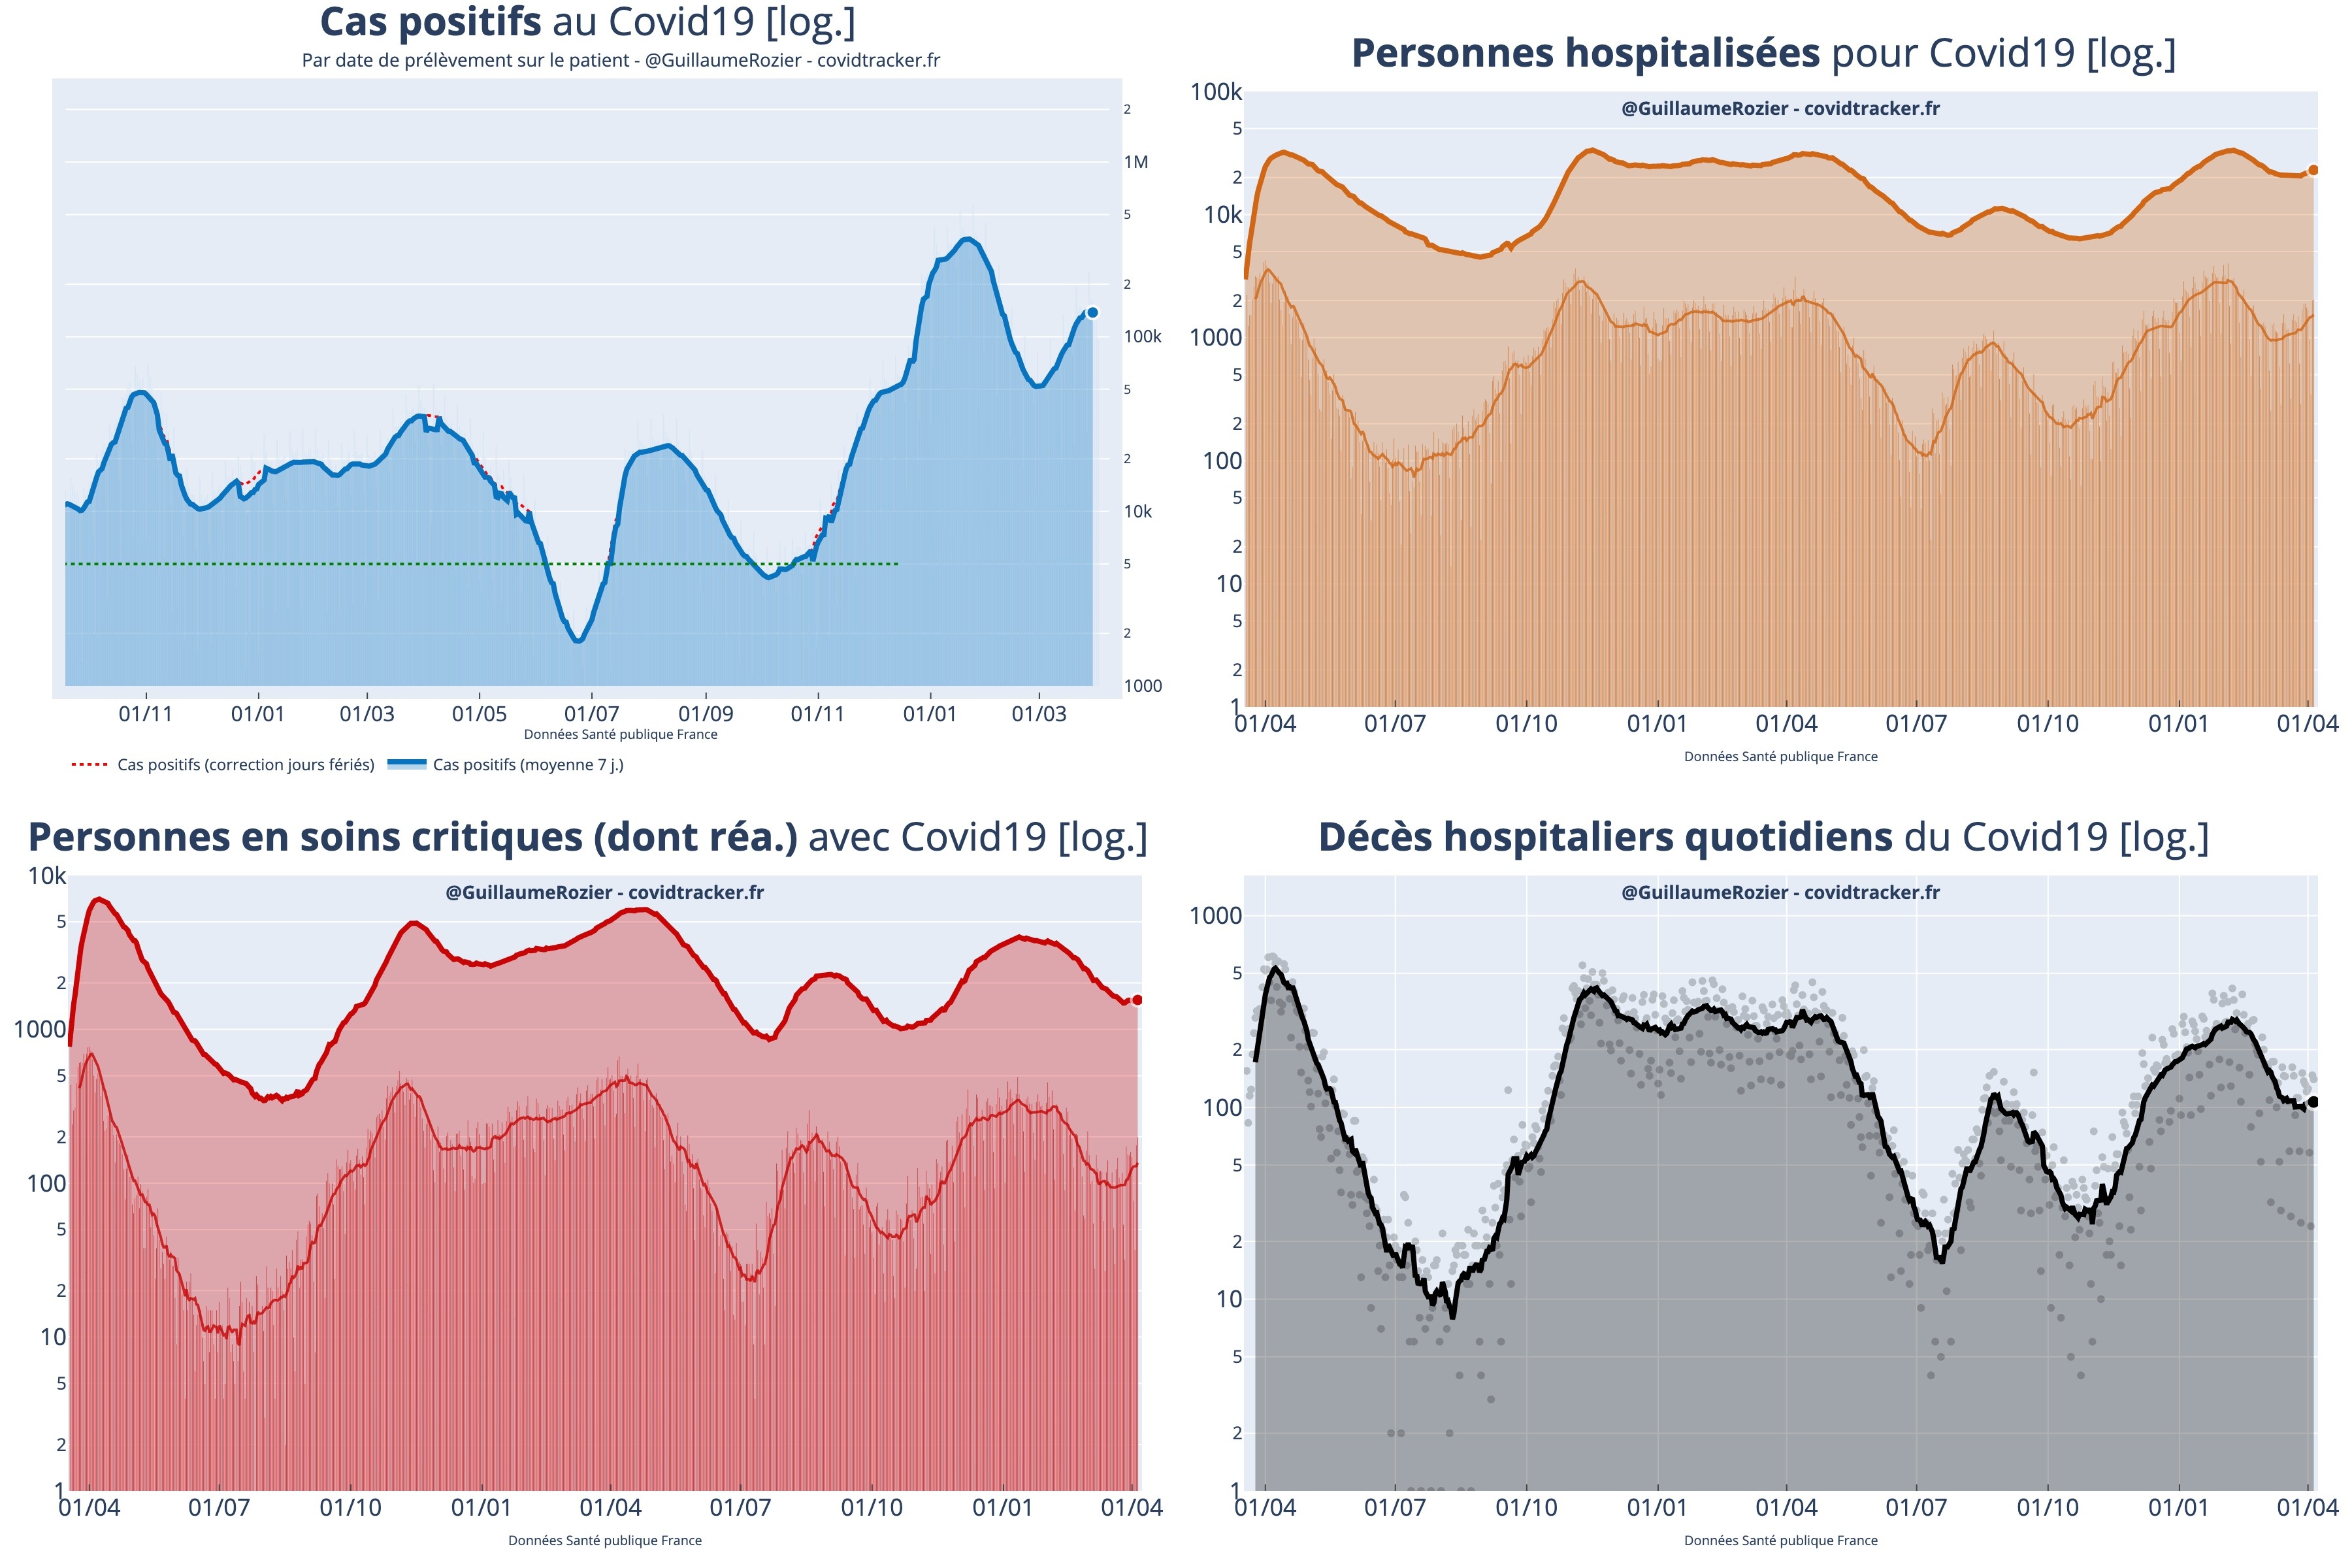 Cas positifs au Covid19 [log.]
Par date de prélèvement sur le patient - @GuillaumeRozier - covidtracker.fr
2
1M
5
2
100k
5
2
10k
5
2
1000
01/11 01/01 01/03 01/05 01/07 01/09 01/11 01/01 01/03
Données Santé publique France
Cas positifs (correction jours fériés) Cas positifs (moyenne 7 j.)
Personnes hospitalisées pour Covid19 [log.]
@GuillaumeRozier - covidtracker.fr
100k
5
2
10k
5
2
1000
5
2
100
5
2
10
5
2
1
01/04 01/07 01/10 01/01 01/04 01/07 01/10 01/01 01/04
Données Santé publique France
Personnes en soins critiques (dont réa.) avec Covid19 [log.]
@GuillaumeRozier - covidtracker.fr
10k
5
2
1000
5
2
100
5
2
10
5
2
1
01/04 01/07 01/10 01/01 01/04 01/07 01/10 01/01 01/04
Données Santé publique France
Décès hospitaliers quotidiens du Covid19 [log.]
@GuillaumeRozier - covidtracker.fr
1000
5
2
100
5
2
10
5
2
1
01/04 01/07 01/10 01/01 01/04 01/07 01/10 01/01 01/04
Données Santé publique France